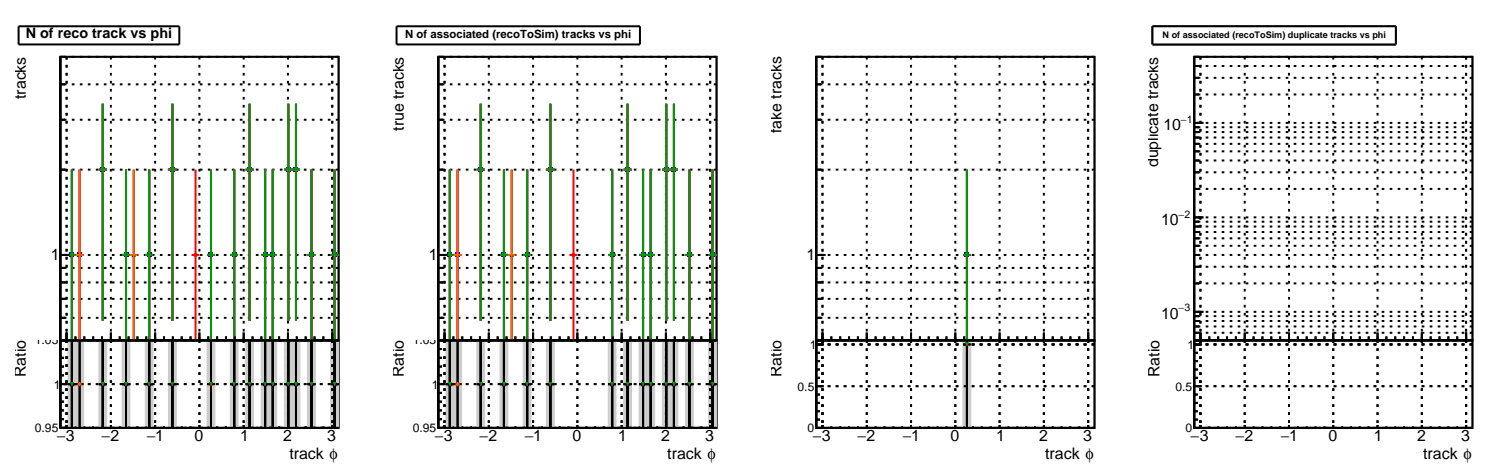 N of reco track vs phi
tracks
1
1.05
Ratio
1
0.95
−3 −2 −1 0 1 2 3
track ϕ
N of associated (recoToSim) tracks vs phi
true tracks
1
1.05
Ratio
1
0.95
−3 −2 −1 0 1 2 3
track ϕ
fake tracks
1
1
Ratio
0.5
0
−3 −2 −1 0 1 2 3
track ϕ
N of associated (recoToSim) duplicate tracks vs phi
duplicate tracks
10−1
10−2
10−3
1
Ratio
0.5
0
−3 −2 −1 0 1 2 3
track ϕ